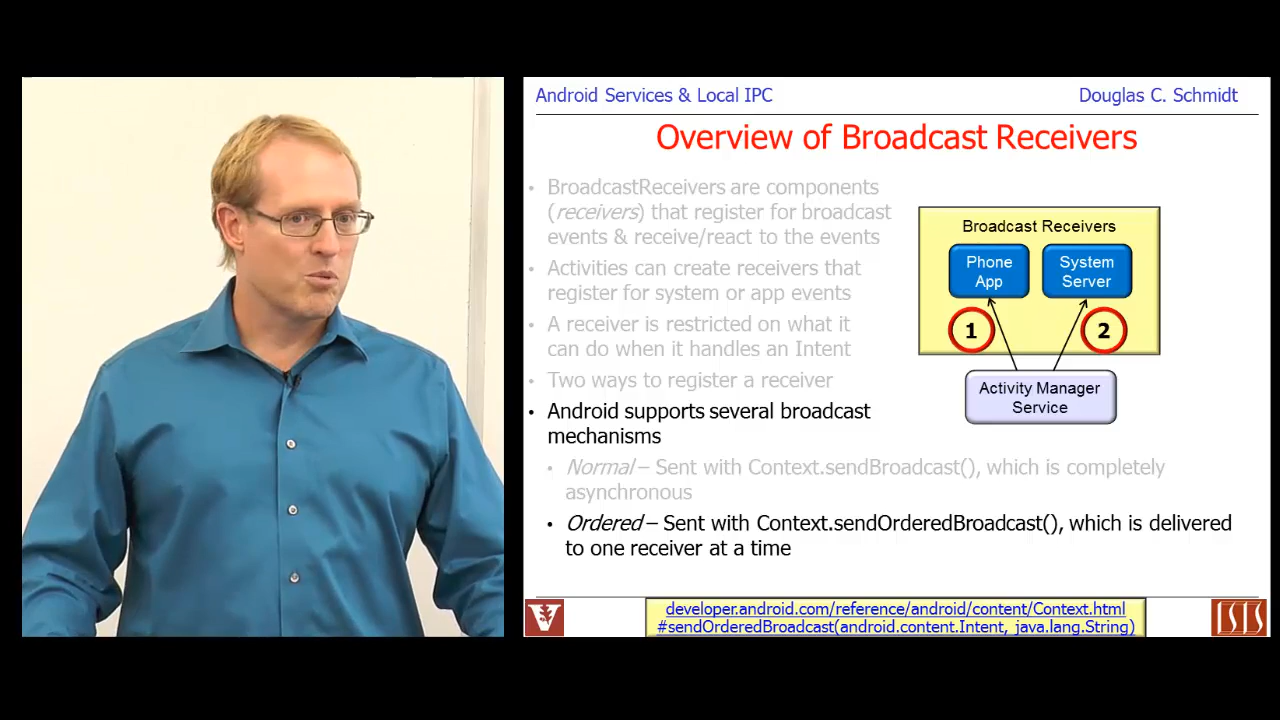 Android Services & Local IPC
Douglas C. Schmidt
Overview of Broadcast Receivers
• BroadcastReceivers are components
(receivers) that register for broadcast
events & receive/react to the events
• Activities can create receivers that
register for system or app events
• A receiver is restricted on what it
can do when it handles an Intent
• Two ways to register a receiver
• Android supports several broadcast
mechanisms
• Normal – Sent with Context.sendBroadcast(), which is completely
asynchronous
• Ordered – Sent with Context.sendOrderedBroadcast(), which is delivered
to one receiver at a time
Broadcast Receivers
Phone
App
System
Server
1
2
Activity Manager
Service
V
developer.android.com/reference/android/content/Context.html
#sendOrderedBroadcast(android.content.Intent, java.lang.String)
ISIS